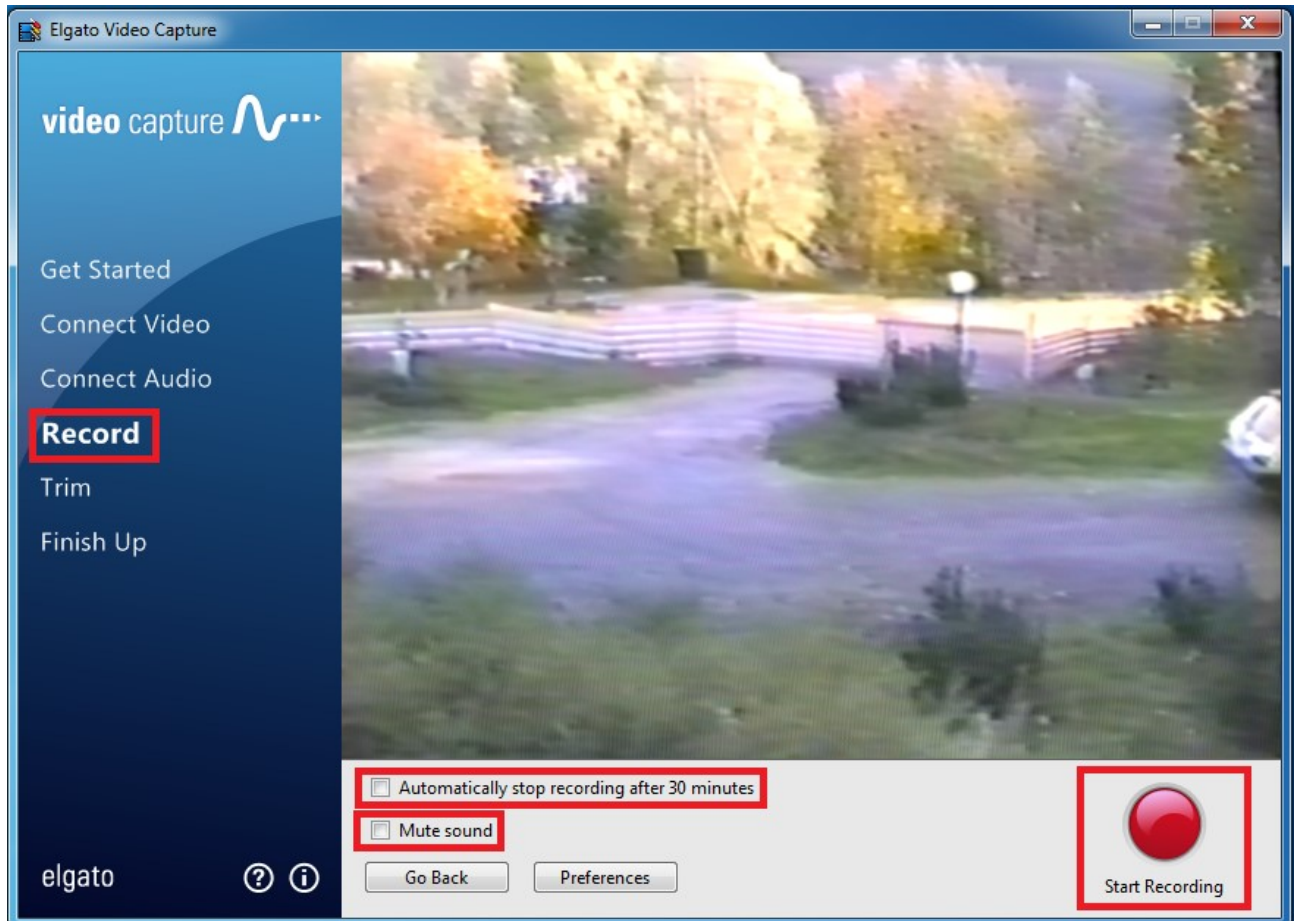 Elgato Video Capture
video capture
Get Started
Connect Video
Connect Audio
Record
Trim
Finish Up
Automatically stop recording after 30 minutes
Mute sound
Go Back
Preferences
Start Recording
elgato